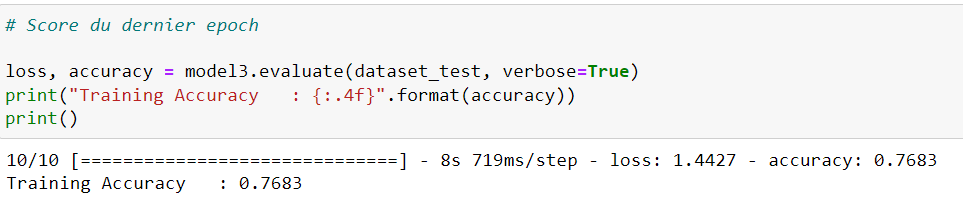 # Score du dernier epoch
loss, accuracy = model3.evaluate(dataset_test, verbose=True)
print("Training Accuracy   : {:.4f}".format(accuracy))
print()
10/10 [==============================] - 8s 719ms/step - loss: 1.4427 - accuracy: 0.7683
Training Accuracy   : 0.7683